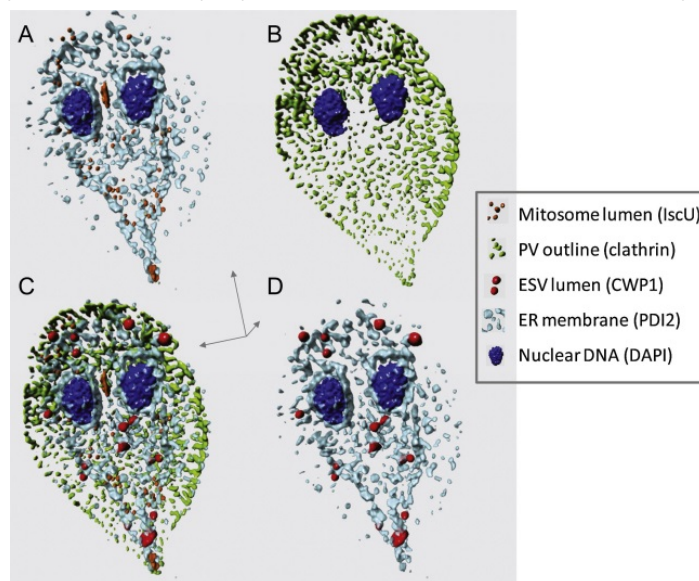 A
B
C
D
Mitosome lumen (IscU)
PV outline (clathrin)
ESV lumen (CWP1)
ER membrane (PDI2)
Nuclear DNA (DAPI)